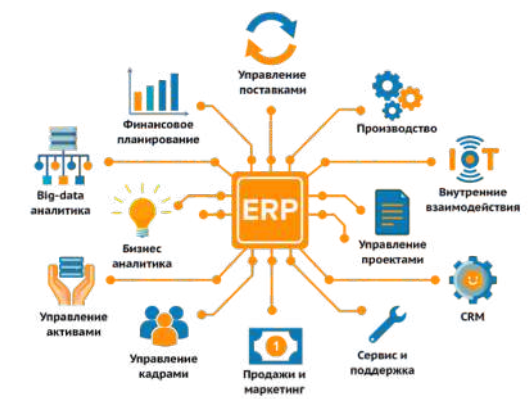 Управление
поставками
Финансовое
планирование
Производство
IoT
Big-data
аналитика
Внутренние
взаимодействия
ERP
Бизнес
аналитика
Управление
проектами
Управление
активами
CRM
Управление
кадрами
1
Продажи и
маркетинг
Сервис и
поддержка